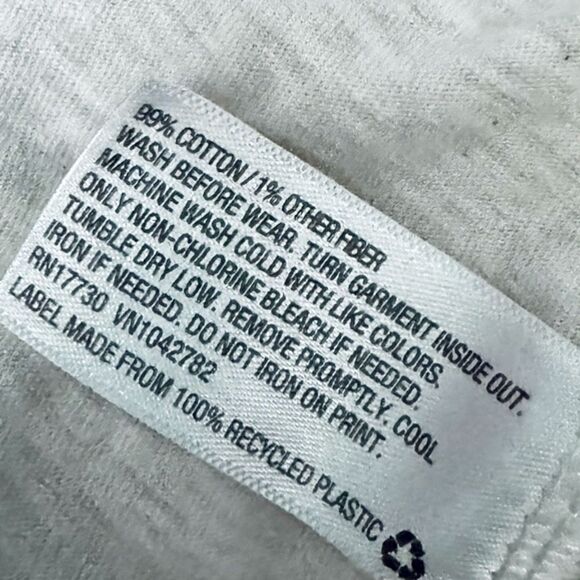 99% COTTON / 1% OTHER FIBER
WASH BEFORE WEAR. TURN GARMENT INSIDE OUT.
MACHINE WASH COLD WITH LIKE COLORS.
ONLY NON-CHLORINE BLEACH IF NEEDED.
TUMBLE DRY LOW. REMOVE PROMPTLY. COOL
IRON IF NEEDED. DO NOT IRON ON PRINT.
RN17730 VN1042782
LABEL MADE FROM 100% RECYCLED PLASTIC